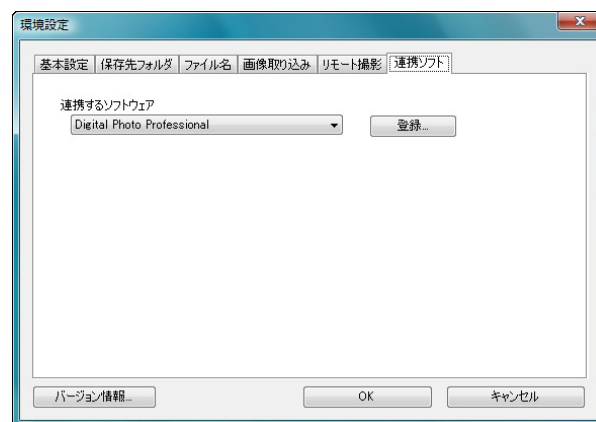 環境設定
基本設定 保存先フォルダ ファイル名 画像取り込み リモート撮影 連携ソフト
連携するソフトウェア
Digital Photo Professional 登録...
バージョン情報... OK キャンセル